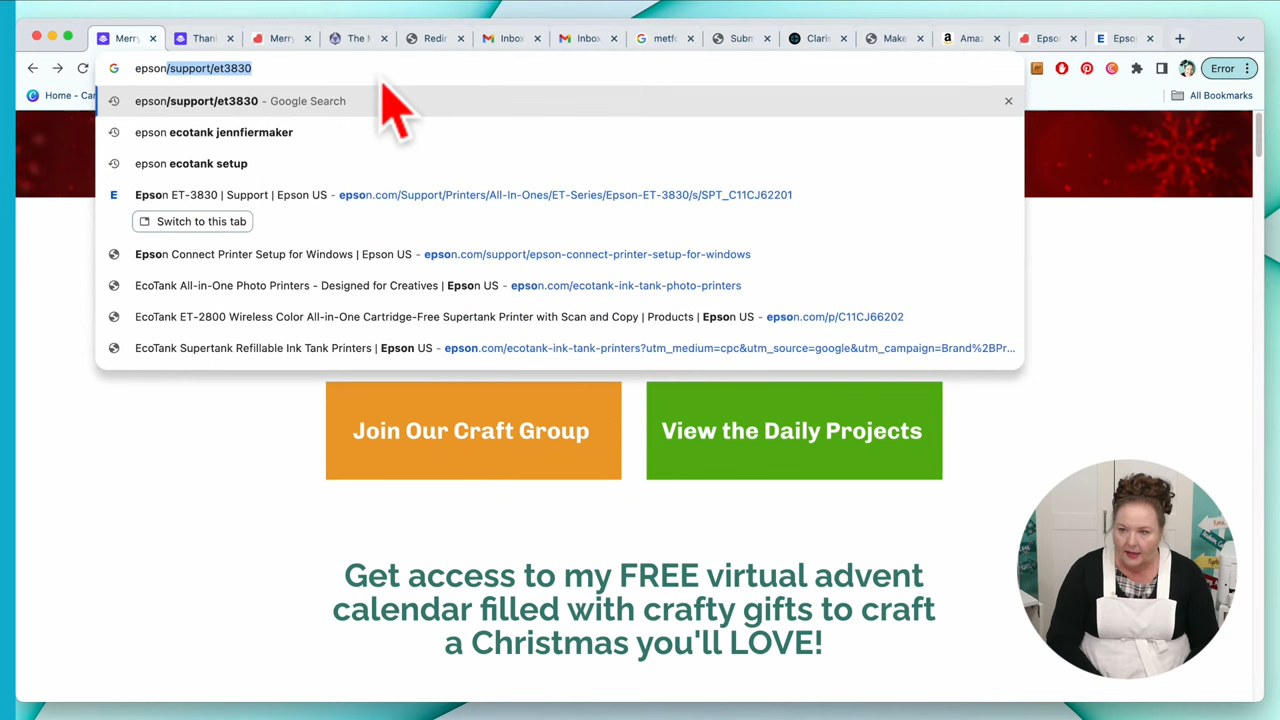 Merry
Thani
Merry
The M
Redir
Inbox
Inbox
metfo
Subm
Claris
Make
Amaz
Epso
Epso
epson/support/et3830
Error
Home - Car
All Bookmarks
epson/support/et3830 - Google Search
epson ecotank jennfiermaker
epson ecotank setup
Epson ET-3830 | Support | Epson US - epson.com/Support/Printers/All-In-Ones/ET-Series/Epson-ET-3830/s/SPT_C11CJ62201
Switch to this tab
Epson Connect Printer Setup for Windows | Epson US - epson.com/support/epson-connect-printer-setup-for-windows
EcoTank All-in-One Photo Printers - Designed for Creatives | Epson US - epson.com/ecotank-ink-tank-photo-printers
EcoTank ET-2800 Wireless Color All-in-One Cartridge-Free Supertank Printer with Scan and Copy | Products | Epson US - epson.com/p/C11CJ66202
EcoTank Supertank Refillable Ink Tank Printers | Epson US - epson.com/ecotank-ink-tank-printers?utm_medium=cpc&utm_source=google&utm_campaign=Brand%2BPr...
Join Our Craft Group
View the Daily Projects
Get access to my FREE virtual advent
calendar filled with crafty gifts to craft
a Christmas you'll LOVE!